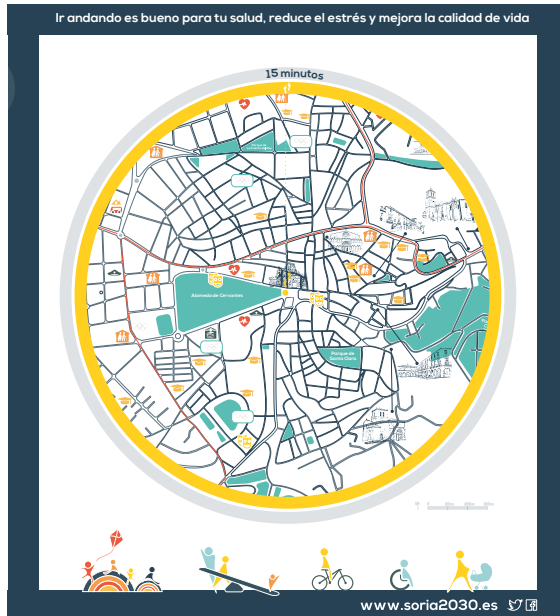 Ir andando es bueno para tu salud, reduce el estrés y mejora la calidad de vida
15 minutos
Alameda de Cervantes
Parque de
Santa Clara
www.soria2030.es